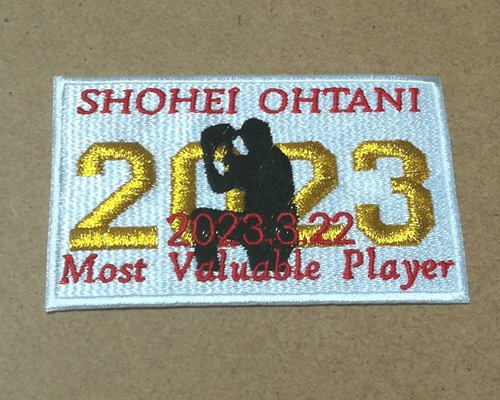 SHOHEI OHTANI
2023
2023.3.22
Most Valuable Player